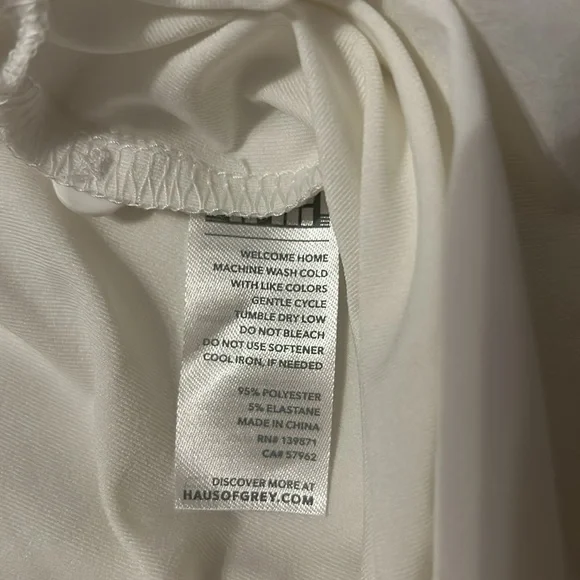 WELCOME HOME
MACHINE WASH COLD
WITH LIKE COLORS
GENTLE CYCLE
TUMBLE DRY LOW
DO NOT BLEACH
DO NOT USE SOFTENER
COOL IRON, IF NEEDED
95% POLYESTER
5% ELASTANE
MADE IN CHINA
RN# 139871
CA# 57962
DISCOVER MORE AT
HAUSOFGREY.COM